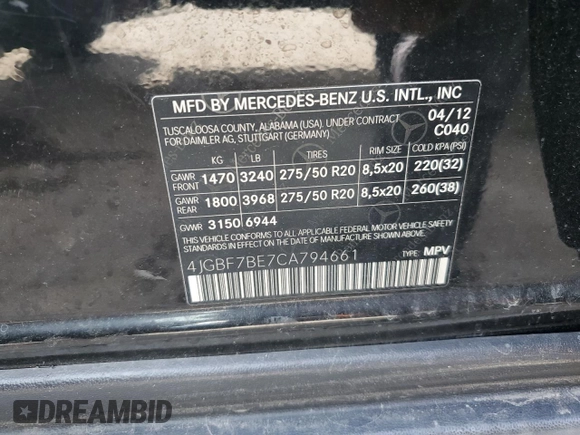 MFD BY MERCEDES-BENZ U.S. INTL., INC
TUSCALOOSA COUNTY, ALABAMA (USA). UNDER CONTRACT 04/12
FOR DAIMLER AG, STUTTGART (GERMANY) C040
KG LB TIRES RIM SIZE COLD KPA(PSI)
GAWR FRONT 1470 3240 275/50 R20 8,5x20 220(32)
GAWR REAR 1800 3968 275/50 R20 8,5x20 260(38)
GVWR 3150 6944
THIS VEHICLE CONFORMS TO ALL APPLICABLE U.S. FEDERAL MOTOR VEHICLE
SAFETY AND THEFT PREVENTION STANDARDS IN EFFECT ON THE DATE
OF MANUFACTURE SHOWN ABOVE.
4JGBF7BE7CA794661 TYPE: MPV
DREAMBID